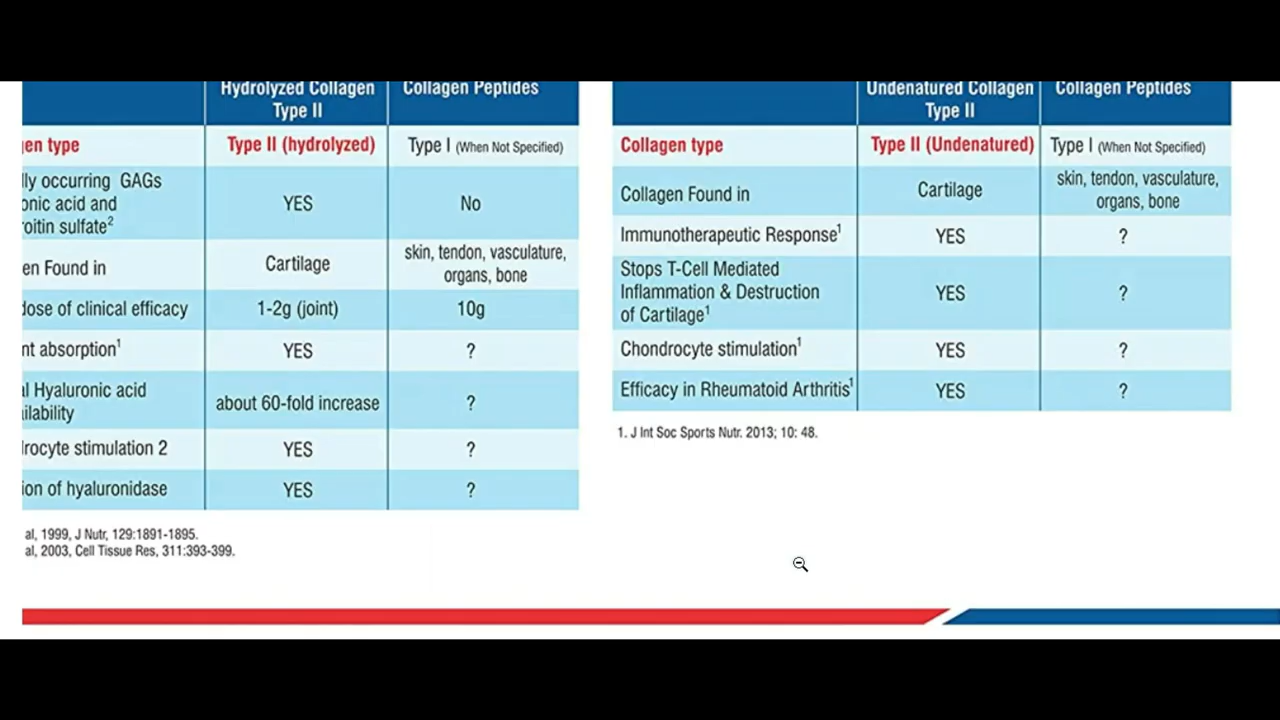 Hydrolyzed Collagen
Type II
Collagen Peptides
en type
Type II (hydrolyzed)
Type I (When Not Specified)
lly occurring GAGs
onic acid and
oitin sulfate²
YES
No
en Found in
Cartilage
skin, tendon, vasculature,
organs, bone
dose of clinical efficacy
1-2g (joint)
10g
nt absorption¹
YES
?
l Hyaluronic acid
ilability
about 60-fold increase
?
rocyte stimulation 2
YES
?
ion of hyaluronidase
YES
?
al, 1999, J Nutr, 129:1891-1895.
al, 2003, Cell Tissue Res, 311:393-399.
Undenatured Collagen
Type II
Collagen Peptides
Collagen type
Type II (Undenatured)
Type I (When Not Specified)
Collagen Found in
Cartilage
skin, tendon, vasculature,
organs, bone
Immunotherapeutic Response¹
YES
?
Stops T-Cell Mediated
Inflammation & Destruction
of Cartilage¹
YES
?
Chondrocyte stimulation¹
YES
?
Efficacy in Rheumatoid Arthritis¹
YES
?
1. J Int Soc Sports Nutr. 2013; 10: 48.